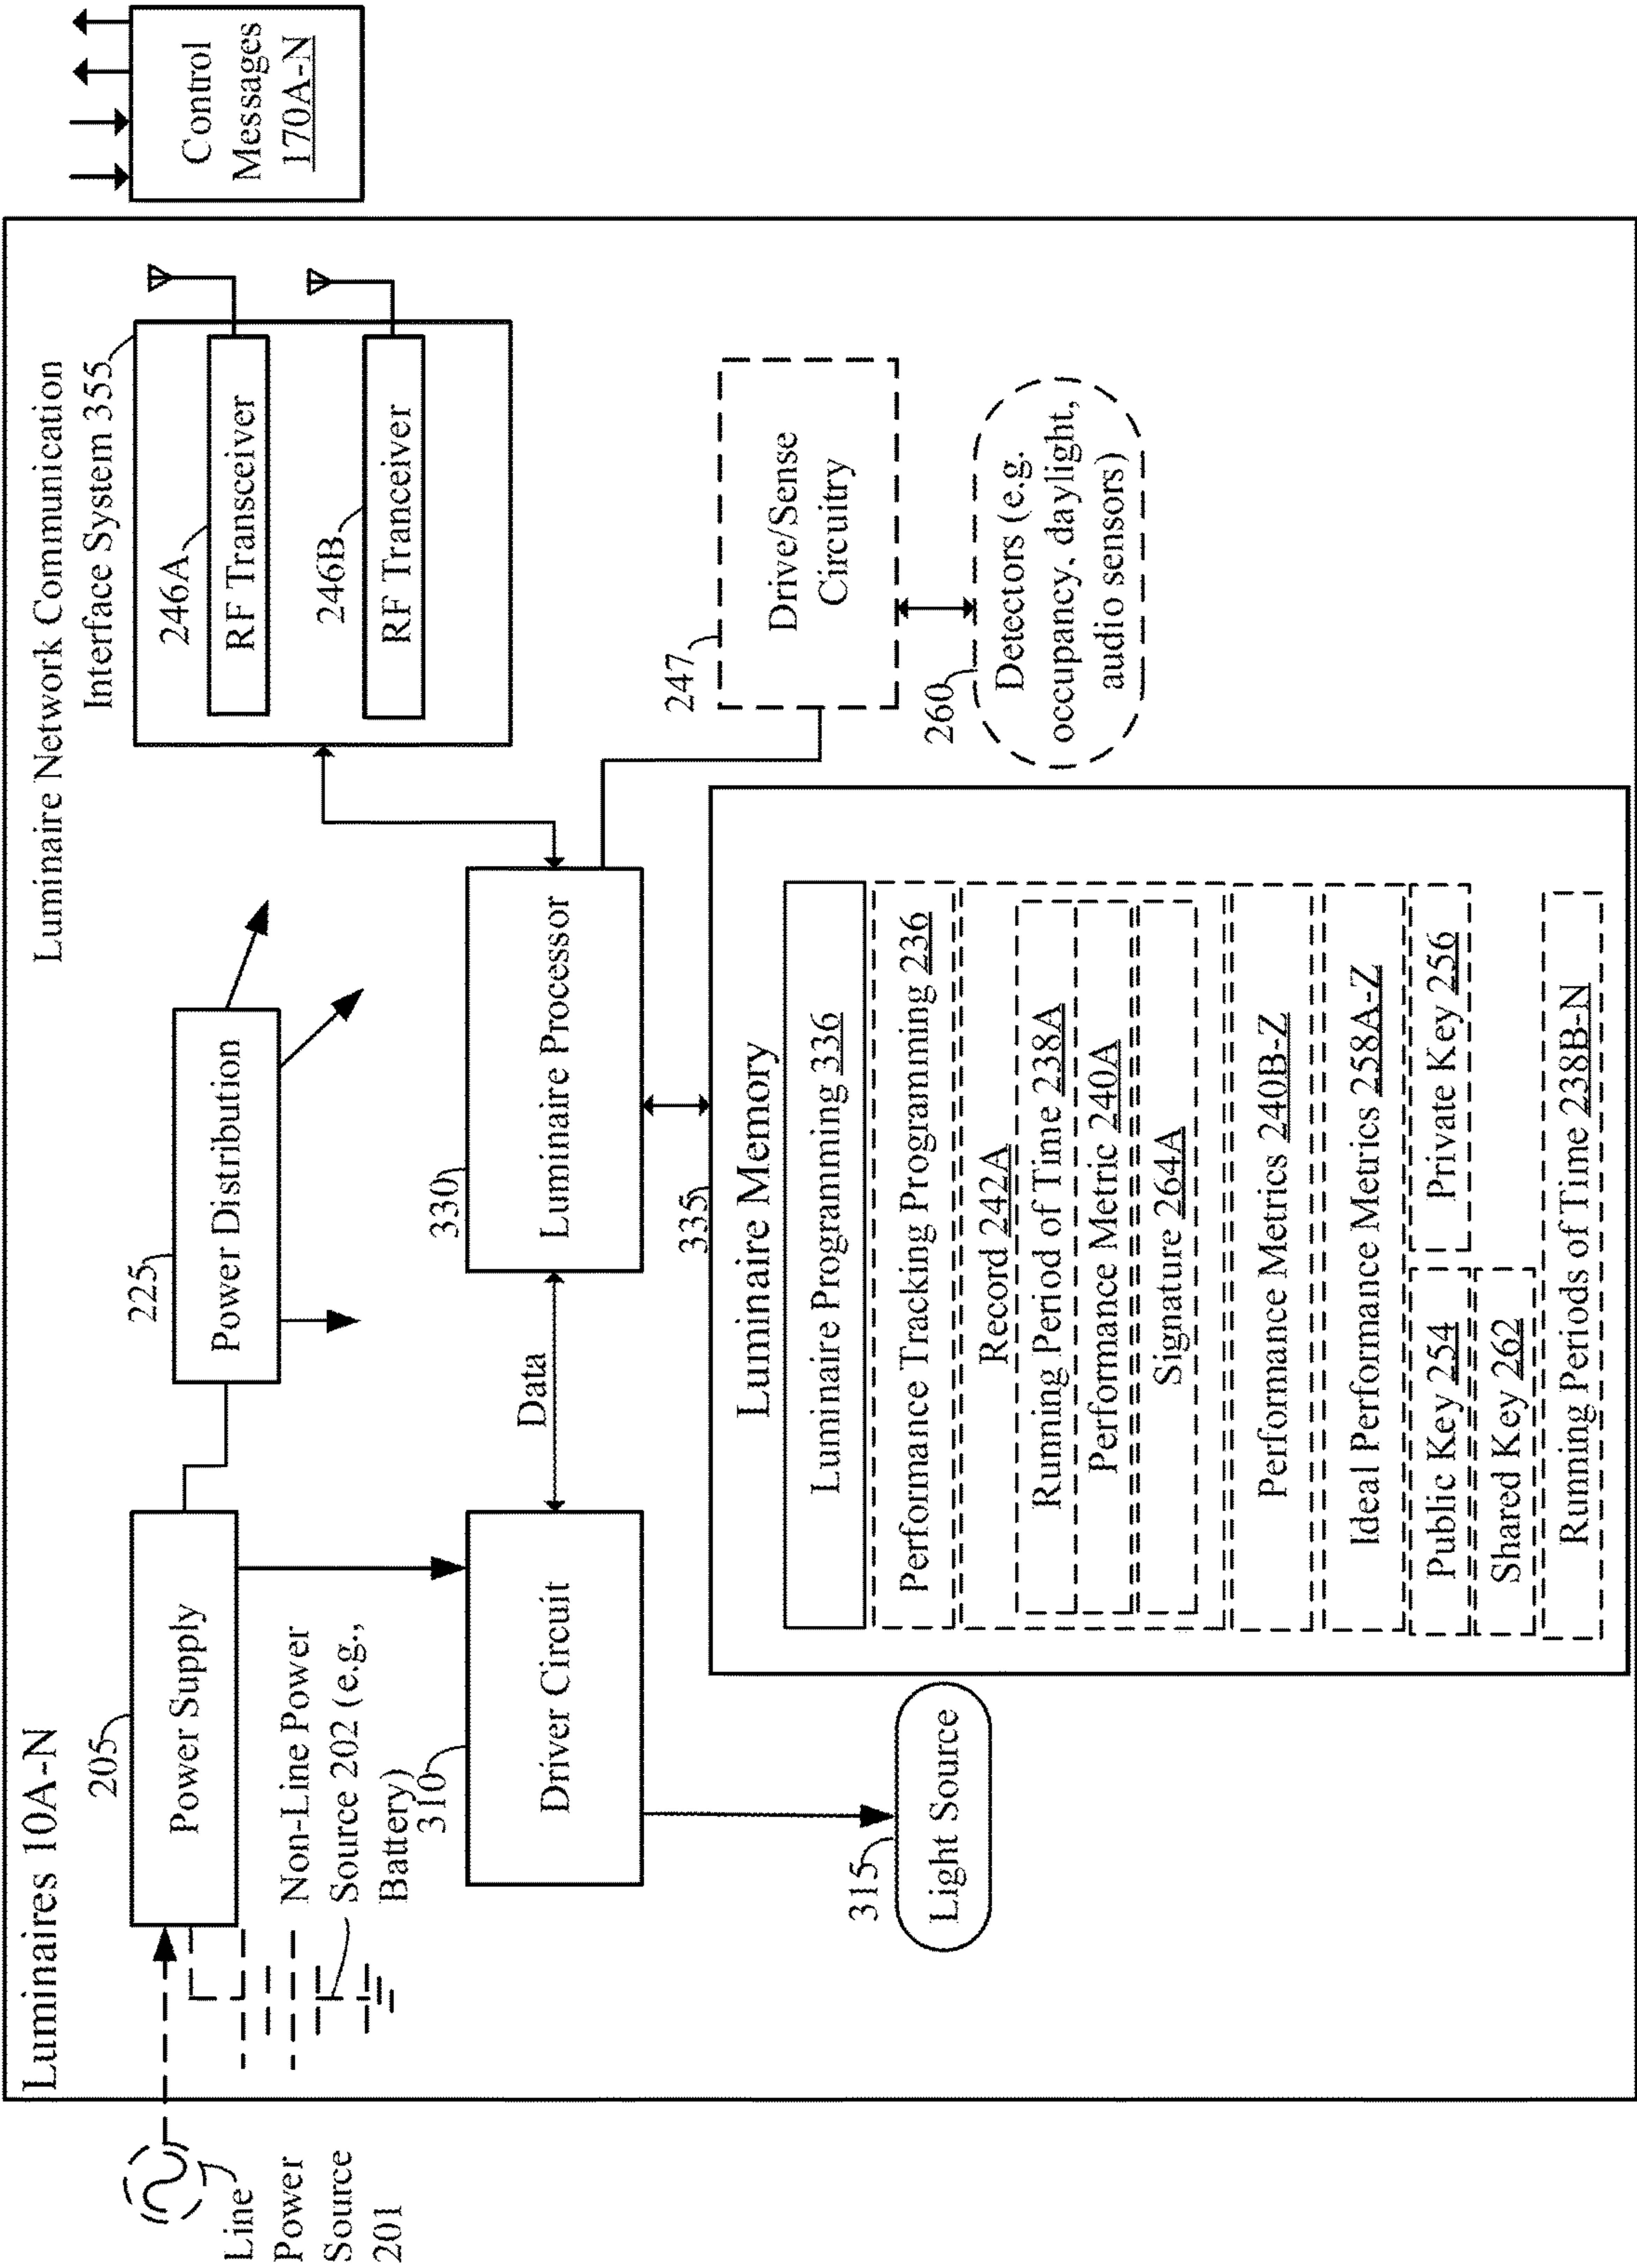 Luminaires 10A-N
Line
Power
Source
201
205
Power Supply
Non-Line Power
Source 202 (e.g.,
Battery)
225
Power Distribution
Luminaire Network Communication
Interface System 355
246A
RF Transceiver
246B
RF Tranceiver
Control
Messages
170A-N
310
Driver Circuit
Data
330
Luminaire Processor
247
Drive/Sense
Circuitry
260
Detectors (e.g.
occupancy, daylight,
audio sensors)
315
Light Source
335
Luminaire Memory
Luminaire Programming 336
Performance Tracking Programming 236
Record 242A
Running Period of Time 238A
Performance Metric 240A
Signature 264A
Performance Metrics 240B-Z
Ideal Performance Metrics 258A-Z
Public Key 254
Private Key 256
Shared Key 262
Running Periods of Time 238B-N